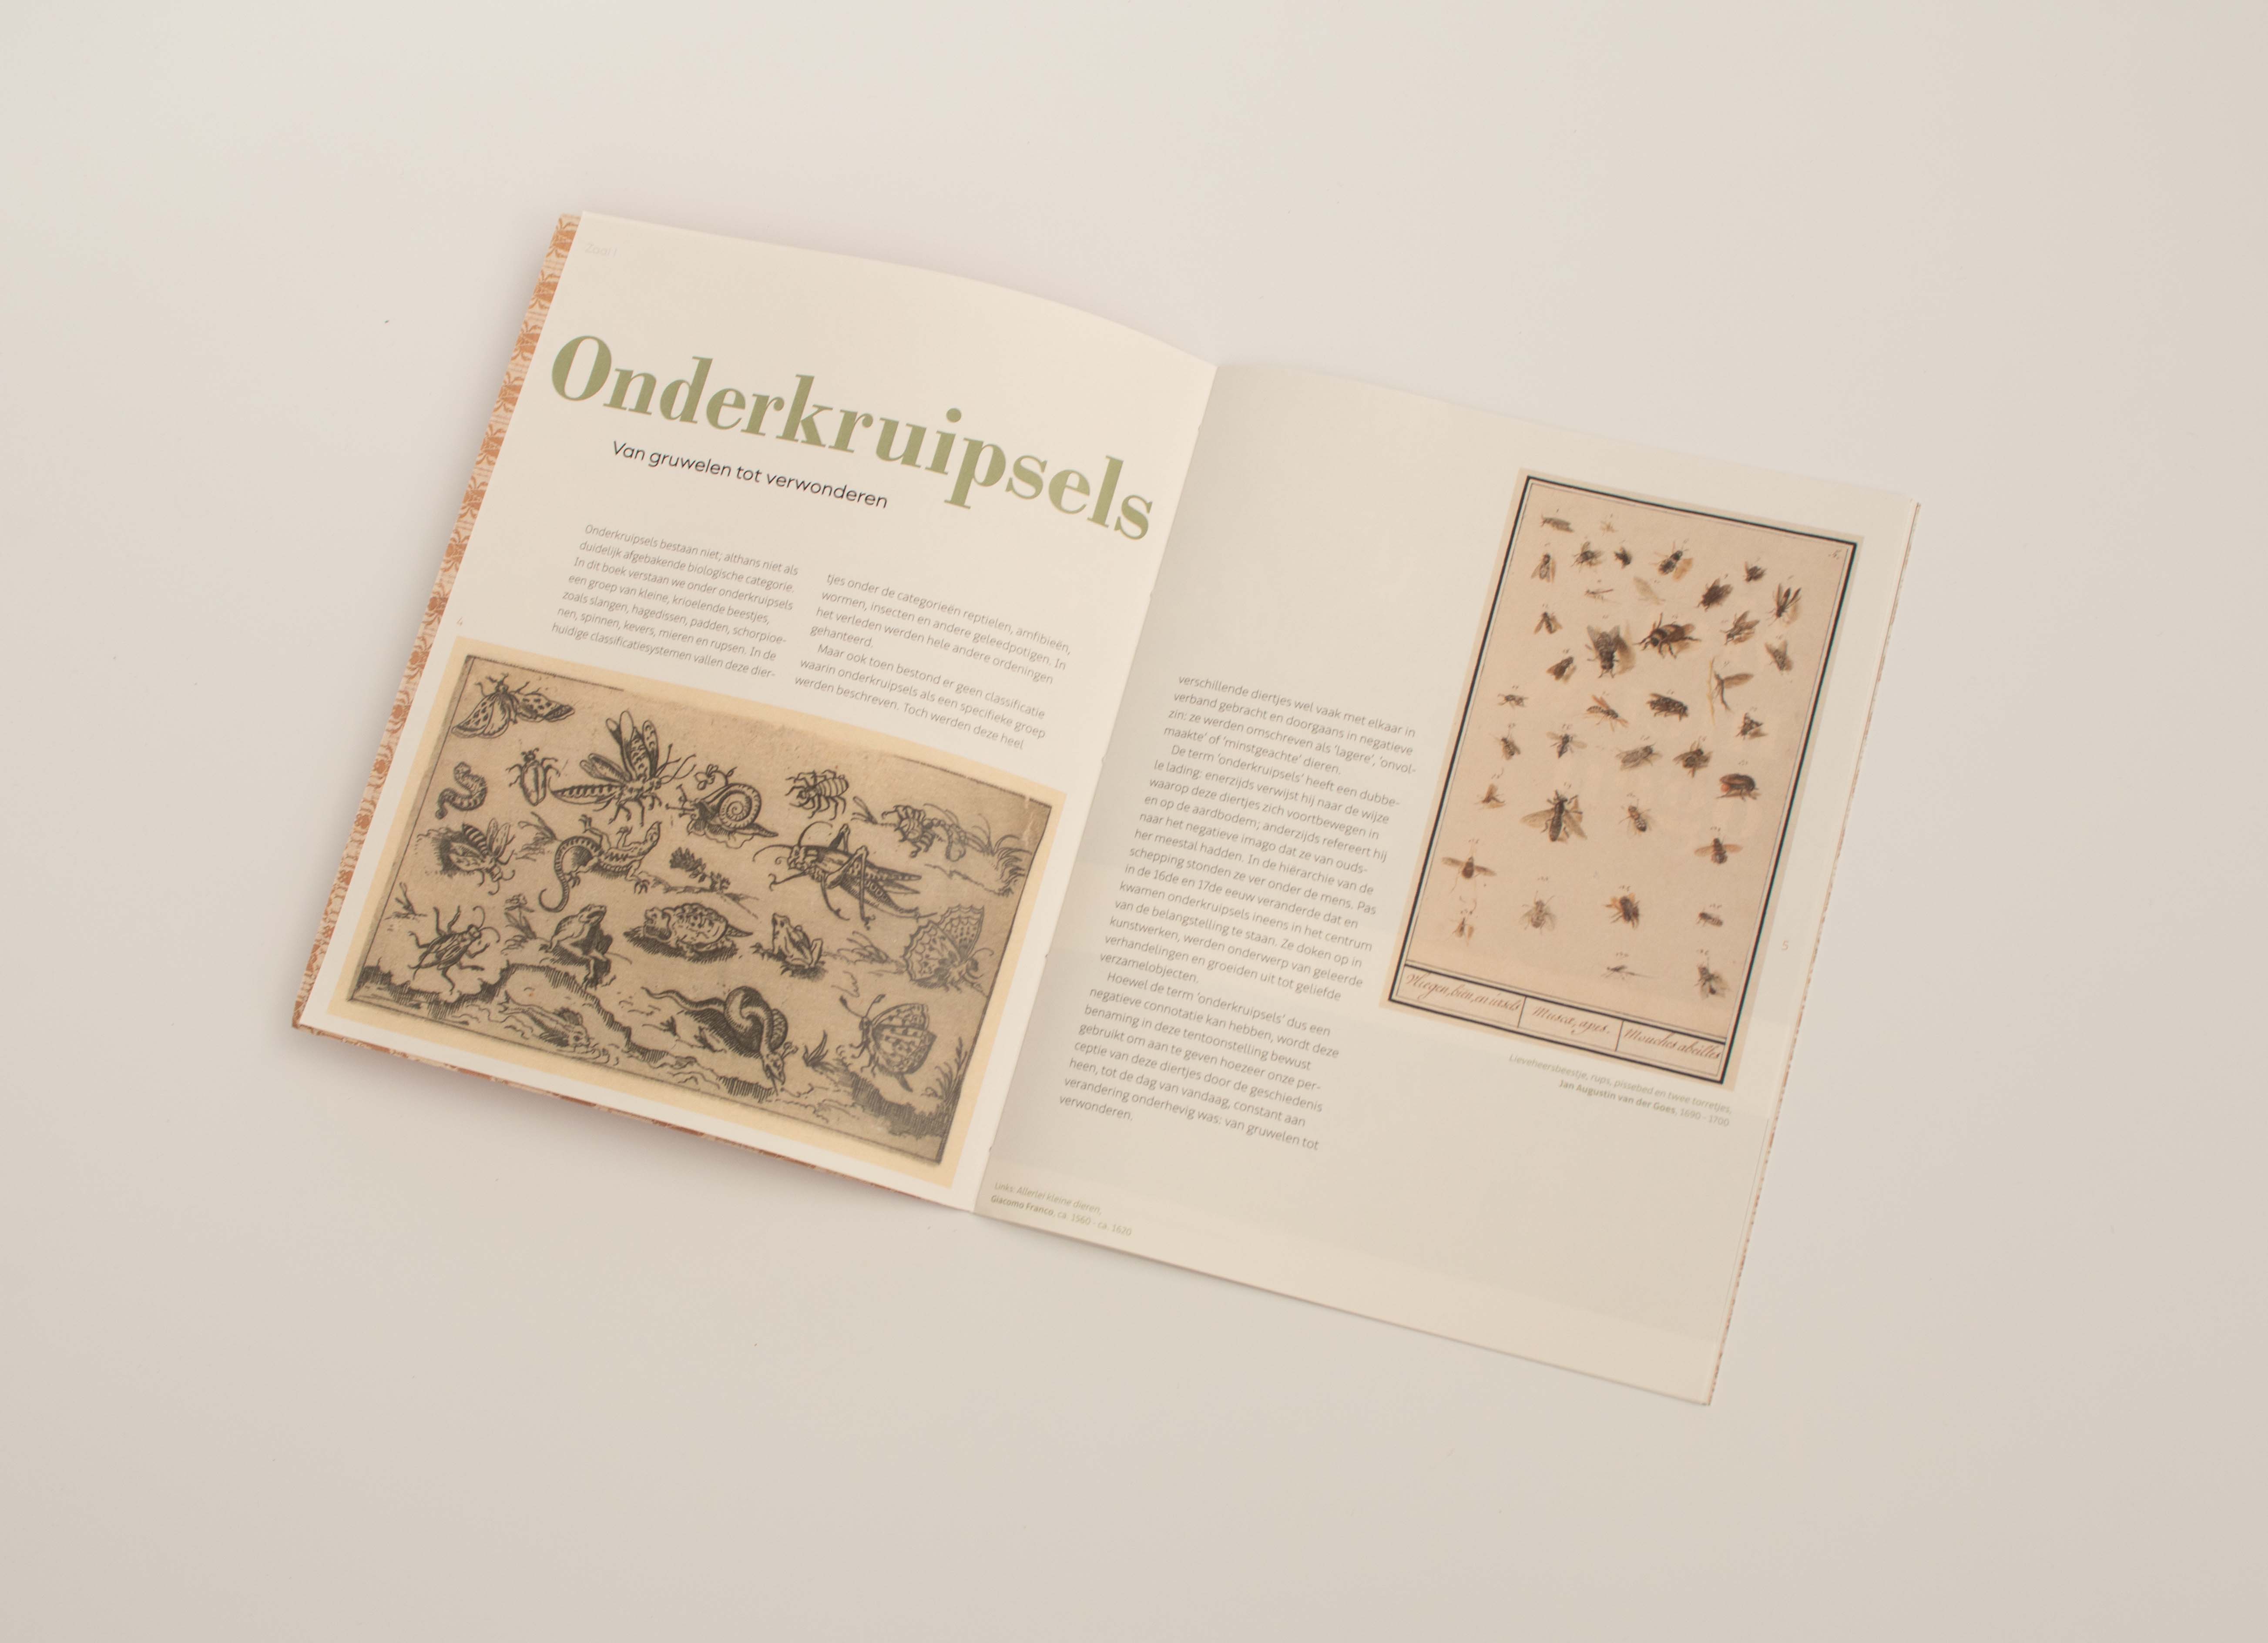 Zaal 1
Onderkruipsels
Van gruwelen tot verwonderen
Onderkruipsels bestaan niet, althans niet als
duidelijk afgebakende biologische categorie.
In dit boek verstaan we onder onderkruipsels
een groep van kleine, krioelende beestjes,
zoals slangen, hagedissen, padden, schorpioe-
nen, spinnen, kevers, mieren en rupsen. In de
huidige classificatiesystemen vallen deze dier-
tjes onder de categorieën reptielen, amfibieën,
wormen, insecten en andere geleedpotigen. In
het verleden werden hele andere ordeningen
gehanteerd.
Maar ook toen bestond er geen classificatie
waarin onderkruipsels als een specifieke groep
werden beschreven. Toch werden deze heel
4
verschillende diertjes wel vaak met elkaar in
verband gebracht en doorgaans in negatieve
zin: ze werden omschreven als 'lagere', 'onvol-
maakte' of 'minstgeachte' dieren.
De term 'onderkruipsels' heeft een dubbe-
le lading: enerzijds verwijst hij naar de wijze
waarop deze diertjes zich voortbewegen in
en op de aardbodem; anderzijds refereert hij
naar het negatieve imago dat ze van ouds-
her meestal hadden. In de hiërarchie van de
schepping stonden ze ver onder de mens. Pas
in de 16de en 17de eeuw veranderde dat en
kwamen onderkruipsels ineens in het centrum
van de belangstelling te staan. Ze doken op in
kunstwerken, werden onderwerp van geleerde
verhandelingen en groeiden uit tot geliefde
verzamelobjecten.
Hoewel de term 'onderkruipsels' dus een
negatieve connotatie kan hebben, wordt deze
benaming in deze tentoonstelling bewust
gebruikt om aan te geven hoezeer onze per-
ceptie van deze diertjes door de geschiedenis
heen, tot de dag van vandaag, constant aan
verandering onderhevig was: van gruwelen tot
verwonderen.
Links: Allerlei kleine dieren,
Giacomo Franco, ca. 1560 - ca. 1620
Muscae, apes.
Mouches abeilles
Lieveheersbeestje, rups, pissebed en twee torretjes,
Jan Augustin van der Goes, 1690 - 1700
5